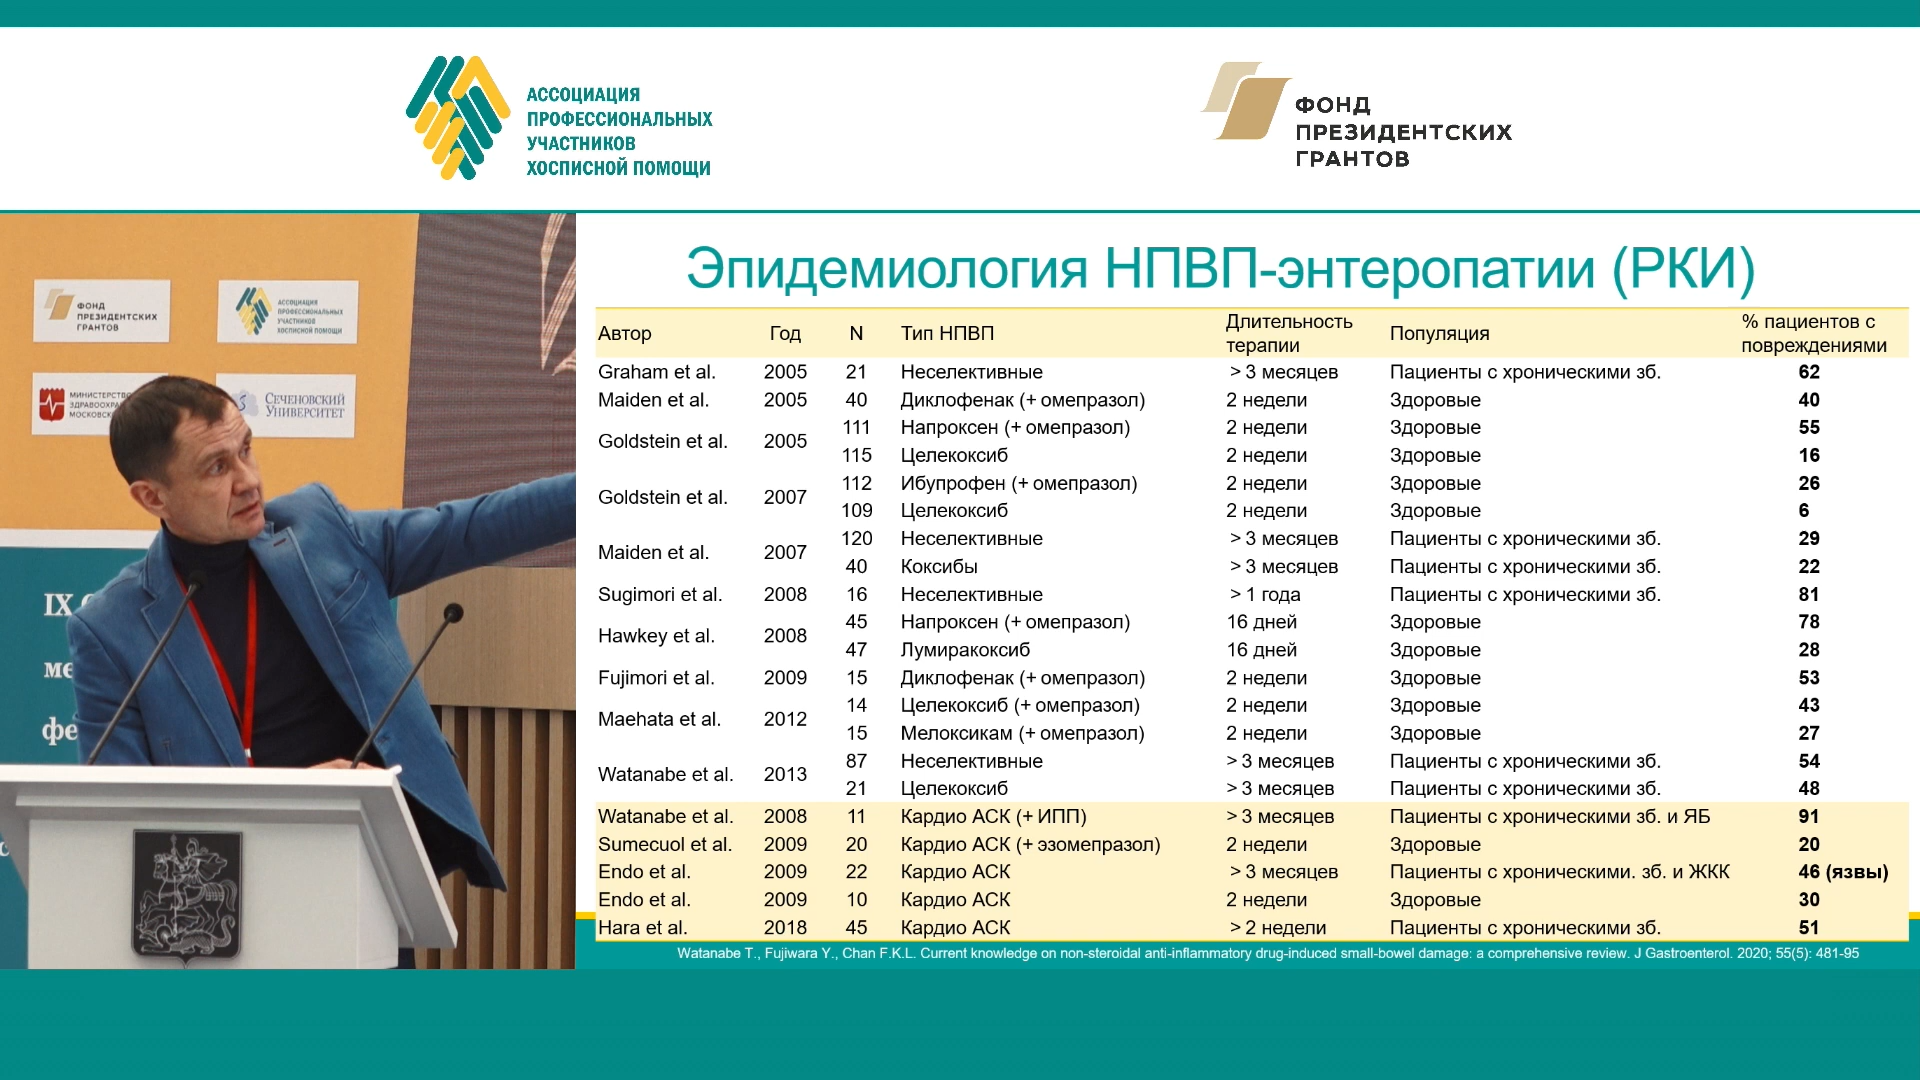 АССОЦИАЦИЯ
ПРОФЕССИОНАЛЬНЫХ
УЧАСТНИКОВ
ХОСПИСНОЙ ПОМОЩИ
ФОНД
ПРЕЗИДЕНТСКИХ
ГРАНТОВ
ФОНД
ПРЕЗИДЕНТСКИХ
ГРАНТОВ
АССОЦИАЦИЯ
ПРОФЕССИОНАЛЬНЫХ
УЧАСТНИКОВ
ХОСПИСНОЙ ПОМОЩИ
СЕЧЕНОВСКИЙ
УНИВЕРСИТЕТ
IX
Эпидемиология НПВП-энтеропатии (РКИ)
Автор Год N Тип НПВП Длительность терапии Популяция % пациентов с повреждениями
Graham et al. 2005 21 Неселективные > 3 месяцев Пациенты с хроническими зб. 62
Maiden et al. 2005 40 Диклофенак (+ омепразол) 2 недели Здоровые 40
Goldstein et al. 2005 111 Напроксен (+ омепразол) 2 недели Здоровые 55
115 Целекоксиб 2 недели Здоровые 16
Goldstein et al. 2007 112 Ибупрофен (+ омепразол) 2 недели Здоровые 26
109 Целекоксиб 2 недели Здоровые 6
Maiden et al. 2007 120 Неселективные > 3 месяцев Пациенты с хроническими зб. 29
40 Коксибы > 3 месяцев Пациенты с хроническими зб. 22
Sugimori et al. 2008 16 Неселективные > 1 года Пациенты с хроническими зб. 81
Hawkey et al. 2008 45 Напроксен (+ омепразол) 16 дней Здоровые 78
47 Лумиракоксиб 16 дней Здоровые 28
Fujimori et al. 2009 15 Диклофенак (+ омепразол) 2 недели Здоровые 53
Maehata et al. 2012 14 Целекоксиб (+ омепразол) 2 недели Здоровые 43
15 Мелоксикам (+ омепразол) 2 недели Здоровые 27
Watanabe et al. 2013 87 Неселективные > 3 месяцев Пациенты с хроническими зб. 54
21 Целекоксиб > 3 месяцев Пациенты с хроническими зб. 48
Watanabe et al. 2008 11 Кардио АСК (+ ИПП) > 3 месяцев Пациенты с хроническими зб. и ЯБ 91
Sumecuol et al. 2009 20 Кардио АСК (+ эзомепразол) 2 недели Здоровые 20
Endo et al. 2009 22 Кардио АСК > 3 месяцев Пациенты с хроническими. зб. и ЖКК 46 (язвы)
Endo et al. 2009 10 Кардио АСК 2 недели Здоровые 30
Hara et al. 2018 45 Кардио АСК > 2 недели Пациенты с хроническими зб. 51
Watanabe T., Fujiwara Y., Chan F.K.L. Current knowledge on non-steroidal anti-inflammatory drug-induced small-bowel damage: a comprehensive review. J Gastroenterol. 2020; 55(5): 481-95